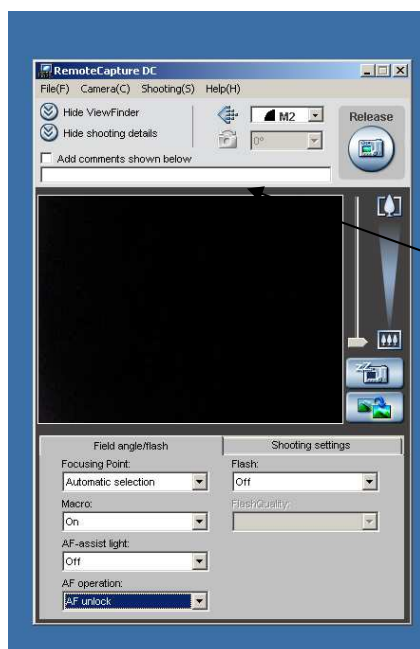 RemoteCapture DC
File(F) Camera(C) Shooting(S) Help(H)
Hide ViewFinder
M2
Release
Hide shooting details
0°
Add comments shown below
Field angle/flash
Shooting settings
Focusing Point:
Flash:
Automatic selection
Off
Macro:
FlashQuality:
On
AF-assist light:
Off
AF operation:
AF unlock